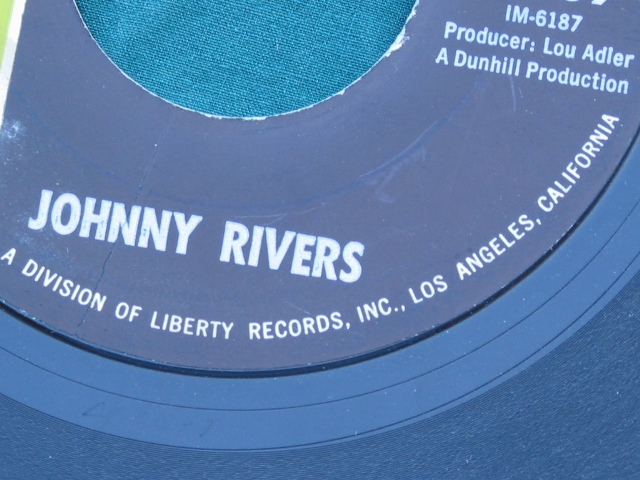 IM-6187
Producer: Lou Adler
A Dunhill Production
JOHNNY RIVERS
A DIVISION OF LIBERTY RECORDS, INC., LOS ANGELES, CALIFORNIA